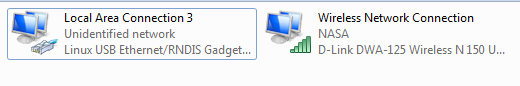 Local Area Connection 3
Unidentified network
Linux USB Ethernet/RNDIS Gadget...
Wireless Network Connection
NASA
D-Link DWA-125 Wireless N 150 U...